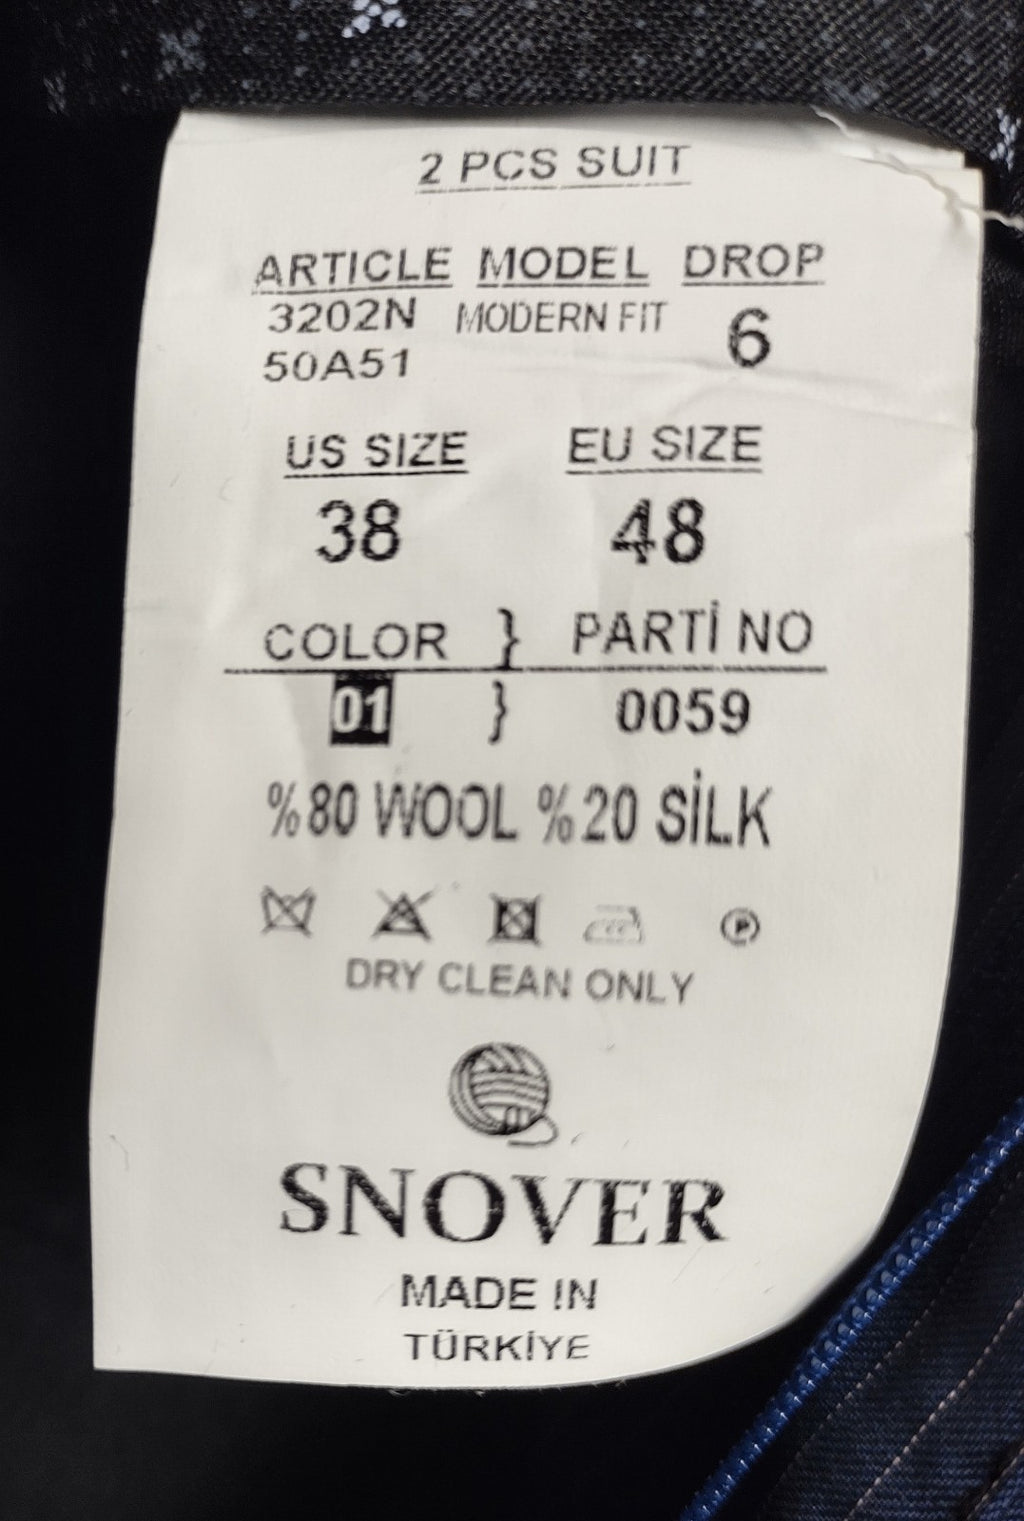 2 PCS SUIT
ARTICLE MODEL DROP
3202N MODERN FIT 6
50A51
US SIZE EU SIZE
38 48
COLOR } PARTİ NO
01 } 0059
%80 WOOL %20 SİLK
P
DRY CLEAN ONLY
SNOVER
MADE IN
TÜRKİYE